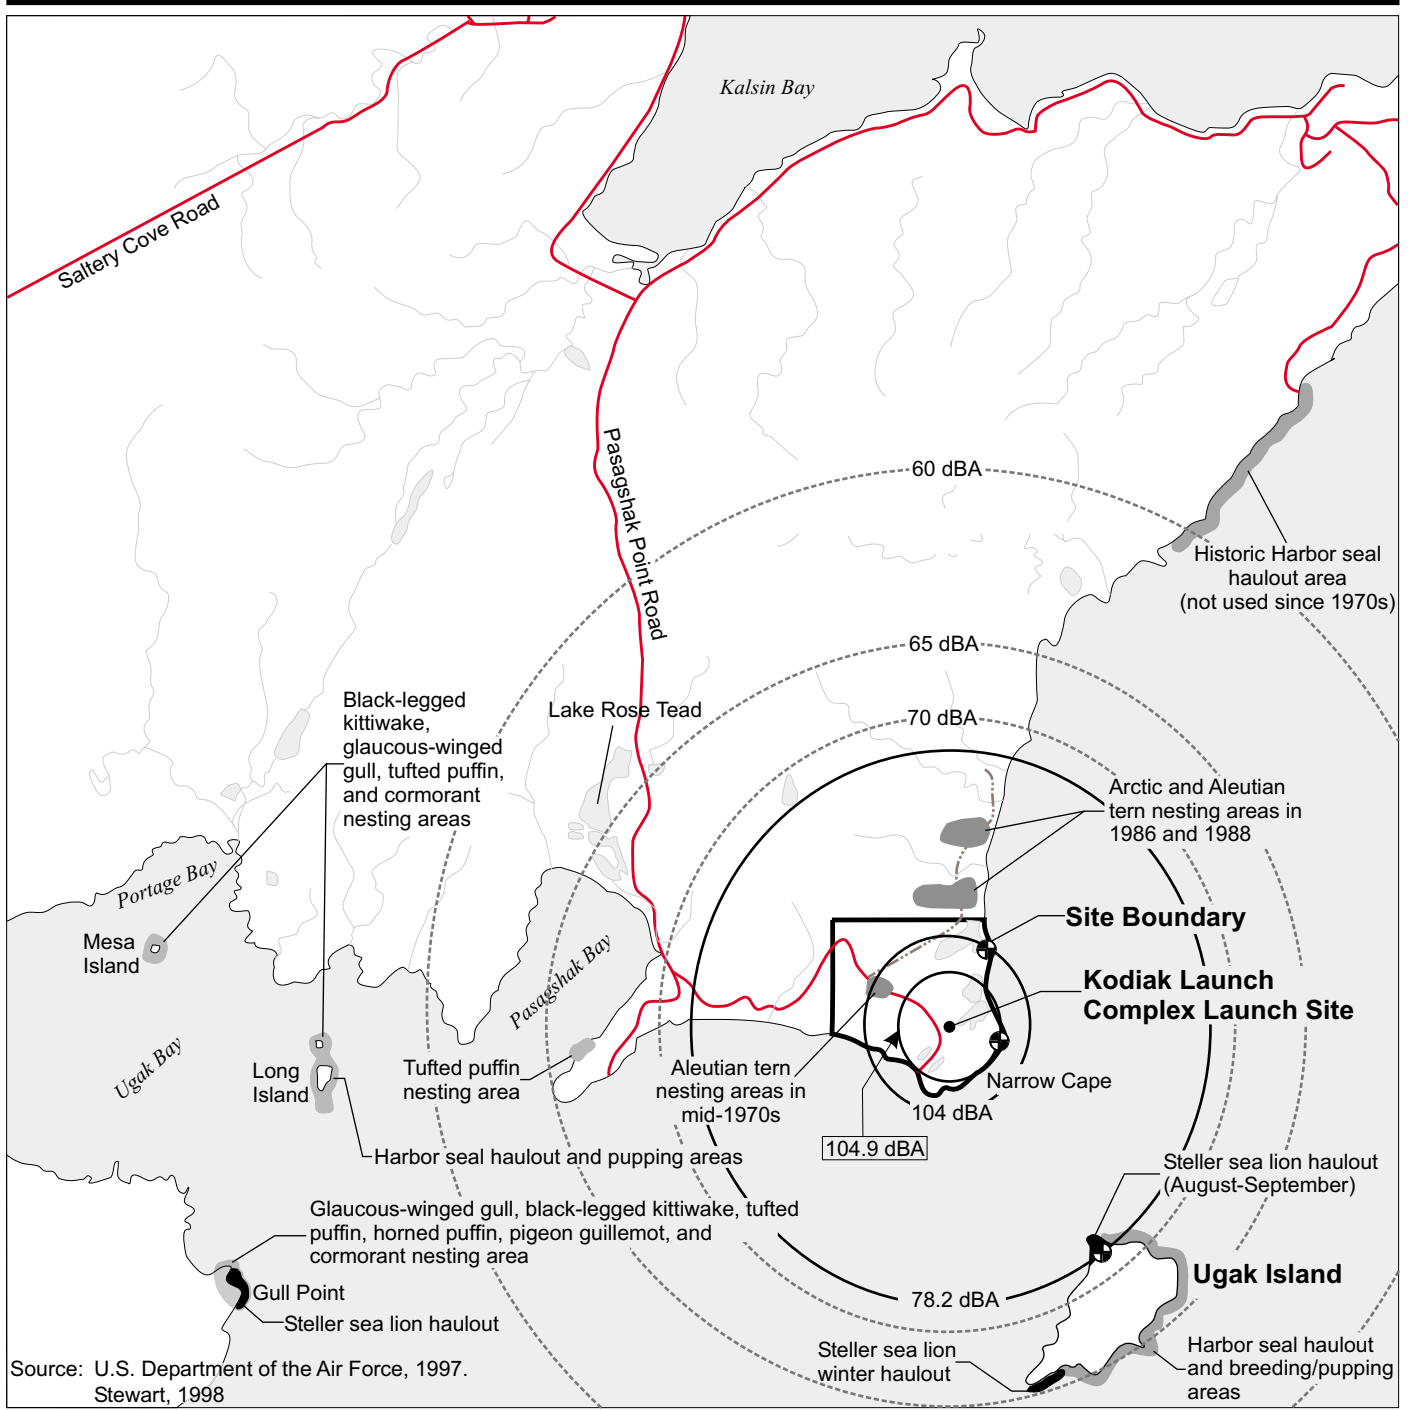 Kalsin Bay
Saltery Cove Road
Pasagshak Point Road
60 dBA
Historic Harbor seal
haulout area
(not used since 1970s)
65 dBA
Black-legged
kittiwake,
glaucous-winged
gull, tufted puffin,
and cormorant
nesting areas
Lake Rose Tead
70 dBA
Arctic and Aleutian
tern nesting areas in
1986 and 1988
Portage Bay
Mesa
Island
Pasagshak Bay
Site Boundary
Kodiak Launch
Complex Launch Site
Ugak Bay
Long
Island
Tufted puffin
nesting area
Aleutian tern
nesting areas in
mid-1970s
Narrow Cape
104 dBA
104.9 dBA
Harbor seal haulout and pupping areas
Steller sea lion haulout
(August-September)
Glaucous-winged gull, black-legged kittiwake, tufted
puffin, horned puffin, pigeon guillemot, and
cormorant nesting area
Gull Point
Steller sea lion haulout
Ugak Island
78.2 dBA
Steller sea lion
winter haulout
Harbor seal haulout
and breeding/pupping
areas
Source: U.S. Department of the Air Force, 1997.
Stewart, 1998